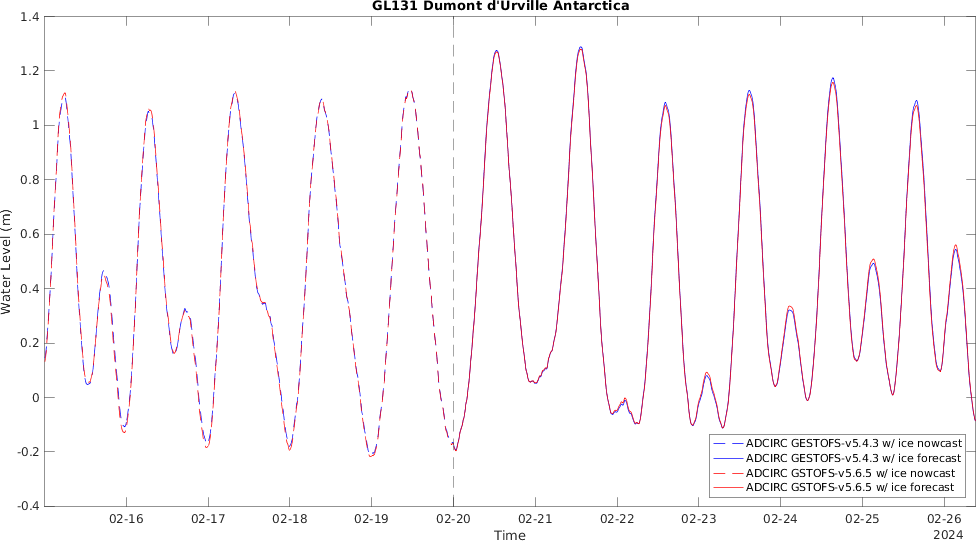 GL131 Dumont d'Urville Antarctica
1.4
1.2
1
0.8
0.6
0.4
0.2
0
-0.2
-0.4
Water Level (m)
ADCIRC GESTOFS-v5.4.3 w/ ice nowcast
ADCIRC GESTOFS-v5.4.3 w/ ice forecast
ADCIRC GSTOFS-v5.6.5 w/ ice nowcast
ADCIRC GSTOFS-v5.6.5 w/ ice forecast
02-16 02-17 02-18 02-19 02-20 02-21 02-22 02-23 02-24 02-25 02-26
Time 2024